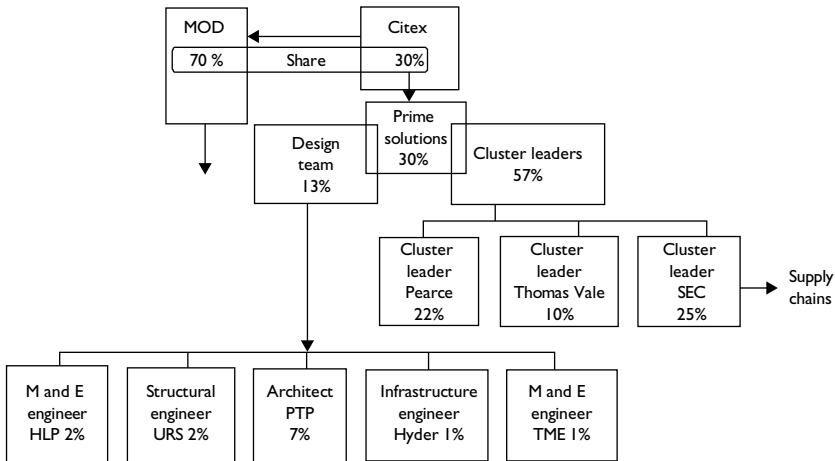 MOD
Citex
70 %
Share
30%
Prime
solutions
30%
Design
team
13%
Cluster leaders
57%
Cluster
leader
Pearce
22%
Cluster
leader
Thomas Vale
10%
Cluster
leader
SEC
25%
Supply
chains
M and E
engineer
HLP 2%
Structural
engineer
URS 2%
Architect
PTP
7%
Infrastructure
engineer
Hyder 1%
M and E
engineer
TME 1%